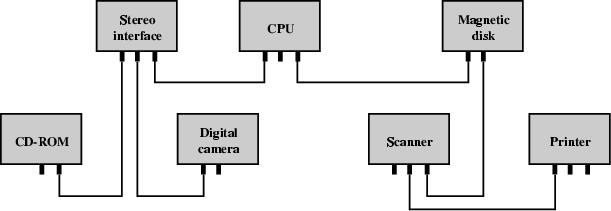 Stereo
interface
CPU
Magnetic
disk
CD-ROM
Digital
camera
Scanner
Printer